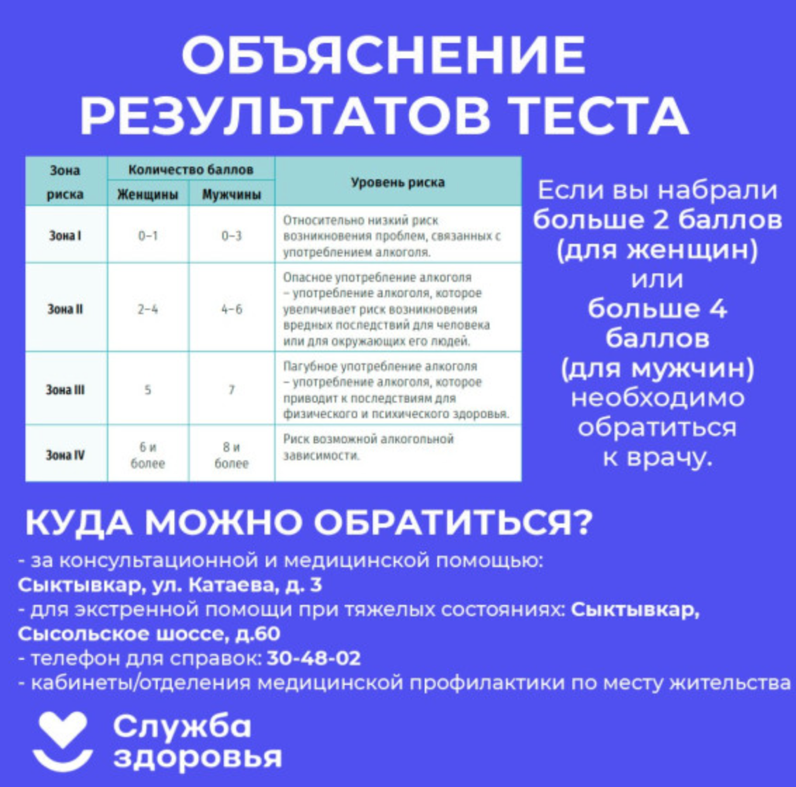 ОБЪЯСНЕНИЕ
РЕЗУЛЬТАТОВ ТЕСТА
Зона риска
Количество баллов
Уровень риска
Женщины
Мужчины
Зона I
0–1
0–3
Относительно низкий риск
возникновения проблем, связанных с
употреблением алкоголя.
Зона II
2–4
4–6
Опасное употребление алкоголя
– употребление алкоголя, которое
увеличивает риск возникновения
вредных последствий для человека
или для окружающих его людей.
Зона III
5
7
Пагубное употребление алкоголя
– употребление алкоголя, которое
приводит к последствиям для
физического и психического здоровья.
Зона IV
6 и
более
8 и
более
Риск возможной алкогольной
зависимости.
Если вы набрали
больше 2 баллов
(для женщин)
или
больше 4
баллов
(для мужчин)
необходимо
обратиться
к врачу.
КУДА МОЖНО ОБРАТИТЬСЯ?
- за консультационной и медицинской помощью:
Сыктывкар, ул. Катаева, д. 3
- для экстренной помощи при тяжелых состояниях: Сыктывкар,
Сысольское шоссе, д.60
- телефон для справок: 30-48-02
- кабинеты/отделения медицинской профилактики по месту жительства
Служба
здоровья